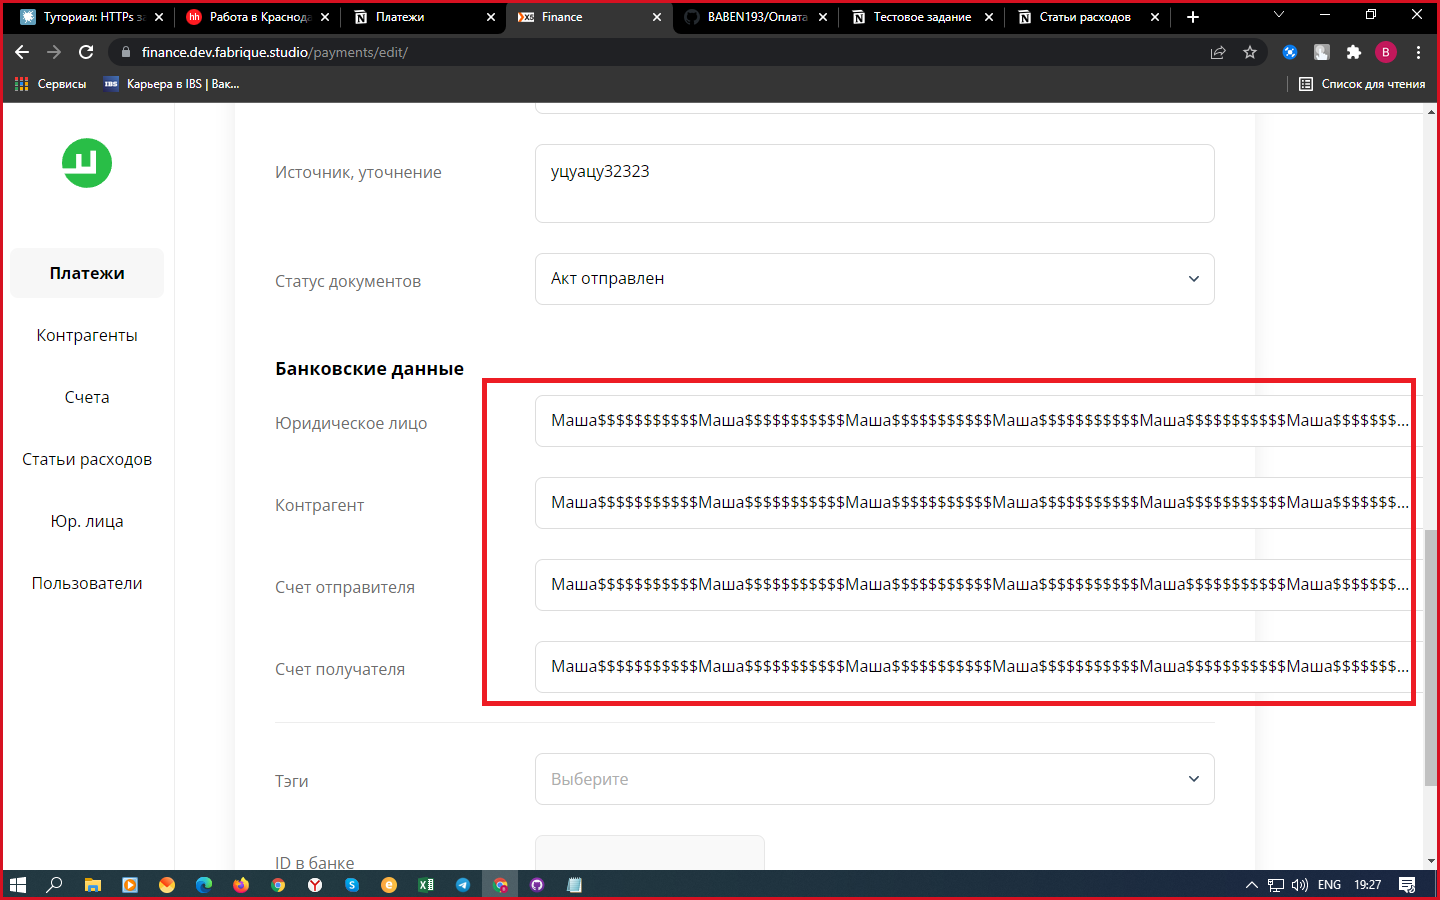 Туториал: HTTPs за
Работа в Краснода
Платежи
Finance
BABEN193/Оплата
Тестовое задание
Статьи расходов
finance.dev.fabrique.studio/payments/edit/
B
Сервисы
IBS
Карьера в IBS | Вак...
Список для чтения
Источник, уточнение
уцуацу32323
Статус документов
Акт отправлен
Платежи
Контрагенты
Счета
Статьи расходов
Юр. лица
Пользователи
Банковские данные
Юридическое лицо
Маша$$$$$$$$$$$Маша$$$$$$$$$$$Маша$$$$$$$$$$$Маша$$$$$$$$$$$Маша$$$$$$$$$$$Маша$$$$$$$...
Контрагент
Маша$$$$$$$$$$$Маша$$$$$$$$$$$Маша$$$$$$$$$$$Маша$$$$$$$$$$$Маша$$$$$$$$$$$Маша$$$$$$$...
Счет отправителя
Маша$$$$$$$$$$$Маша$$$$$$$$$$$Маша$$$$$$$$$$$Маша$$$$$$$$$$$Маша$$$$$$$$$$$Маша$$$$$$$...
Счет получателя
Маша$$$$$$$$$$$Маша$$$$$$$$$$$Маша$$$$$$$$$$$Маша$$$$$$$$$$$Маша$$$$$$$$$$$Маша$$$$$$$...
Тэги
Выберите
ID в банке
ENG
19:27